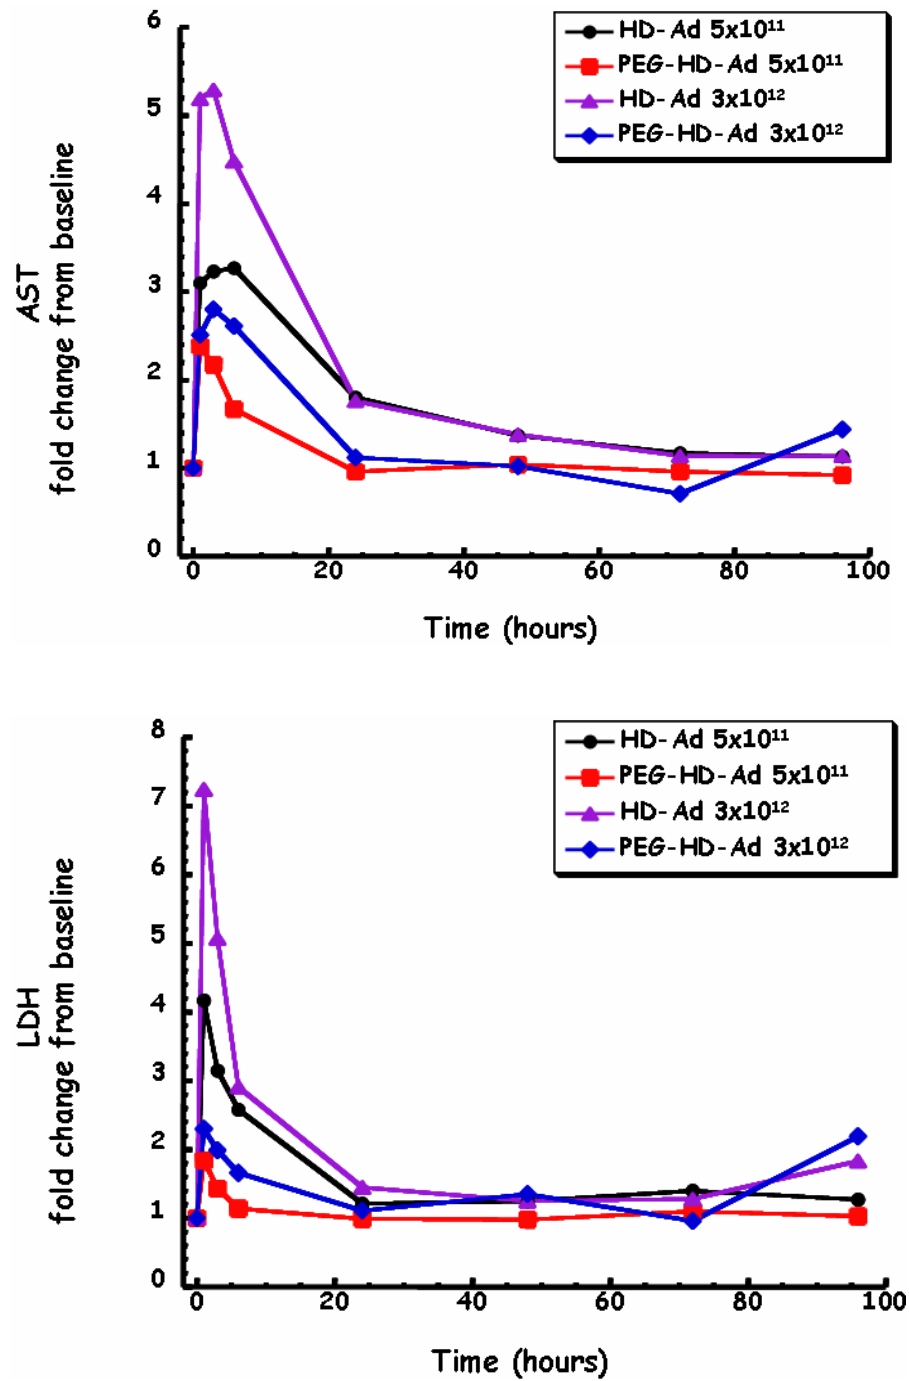 HD-Ad 5x10¹¹
PEG-HD-Ad 5x10¹¹
HD-Ad 3x10¹²
PEG-HD-Ad 3x10¹²
AST
fold change from baseline
6
5
4
3
2
1
0
0 20 40 60 80 100
Time (hours)
HD-Ad 5x10¹¹
PEG-HD-Ad 5x10¹¹
HD-Ad 3x10¹²
PEG-HD-Ad 3x10¹²
LDH
fold change from baseline
8
7
6
5
4
3
2
1
0
0 20 40 60 80 100
Time (hours)